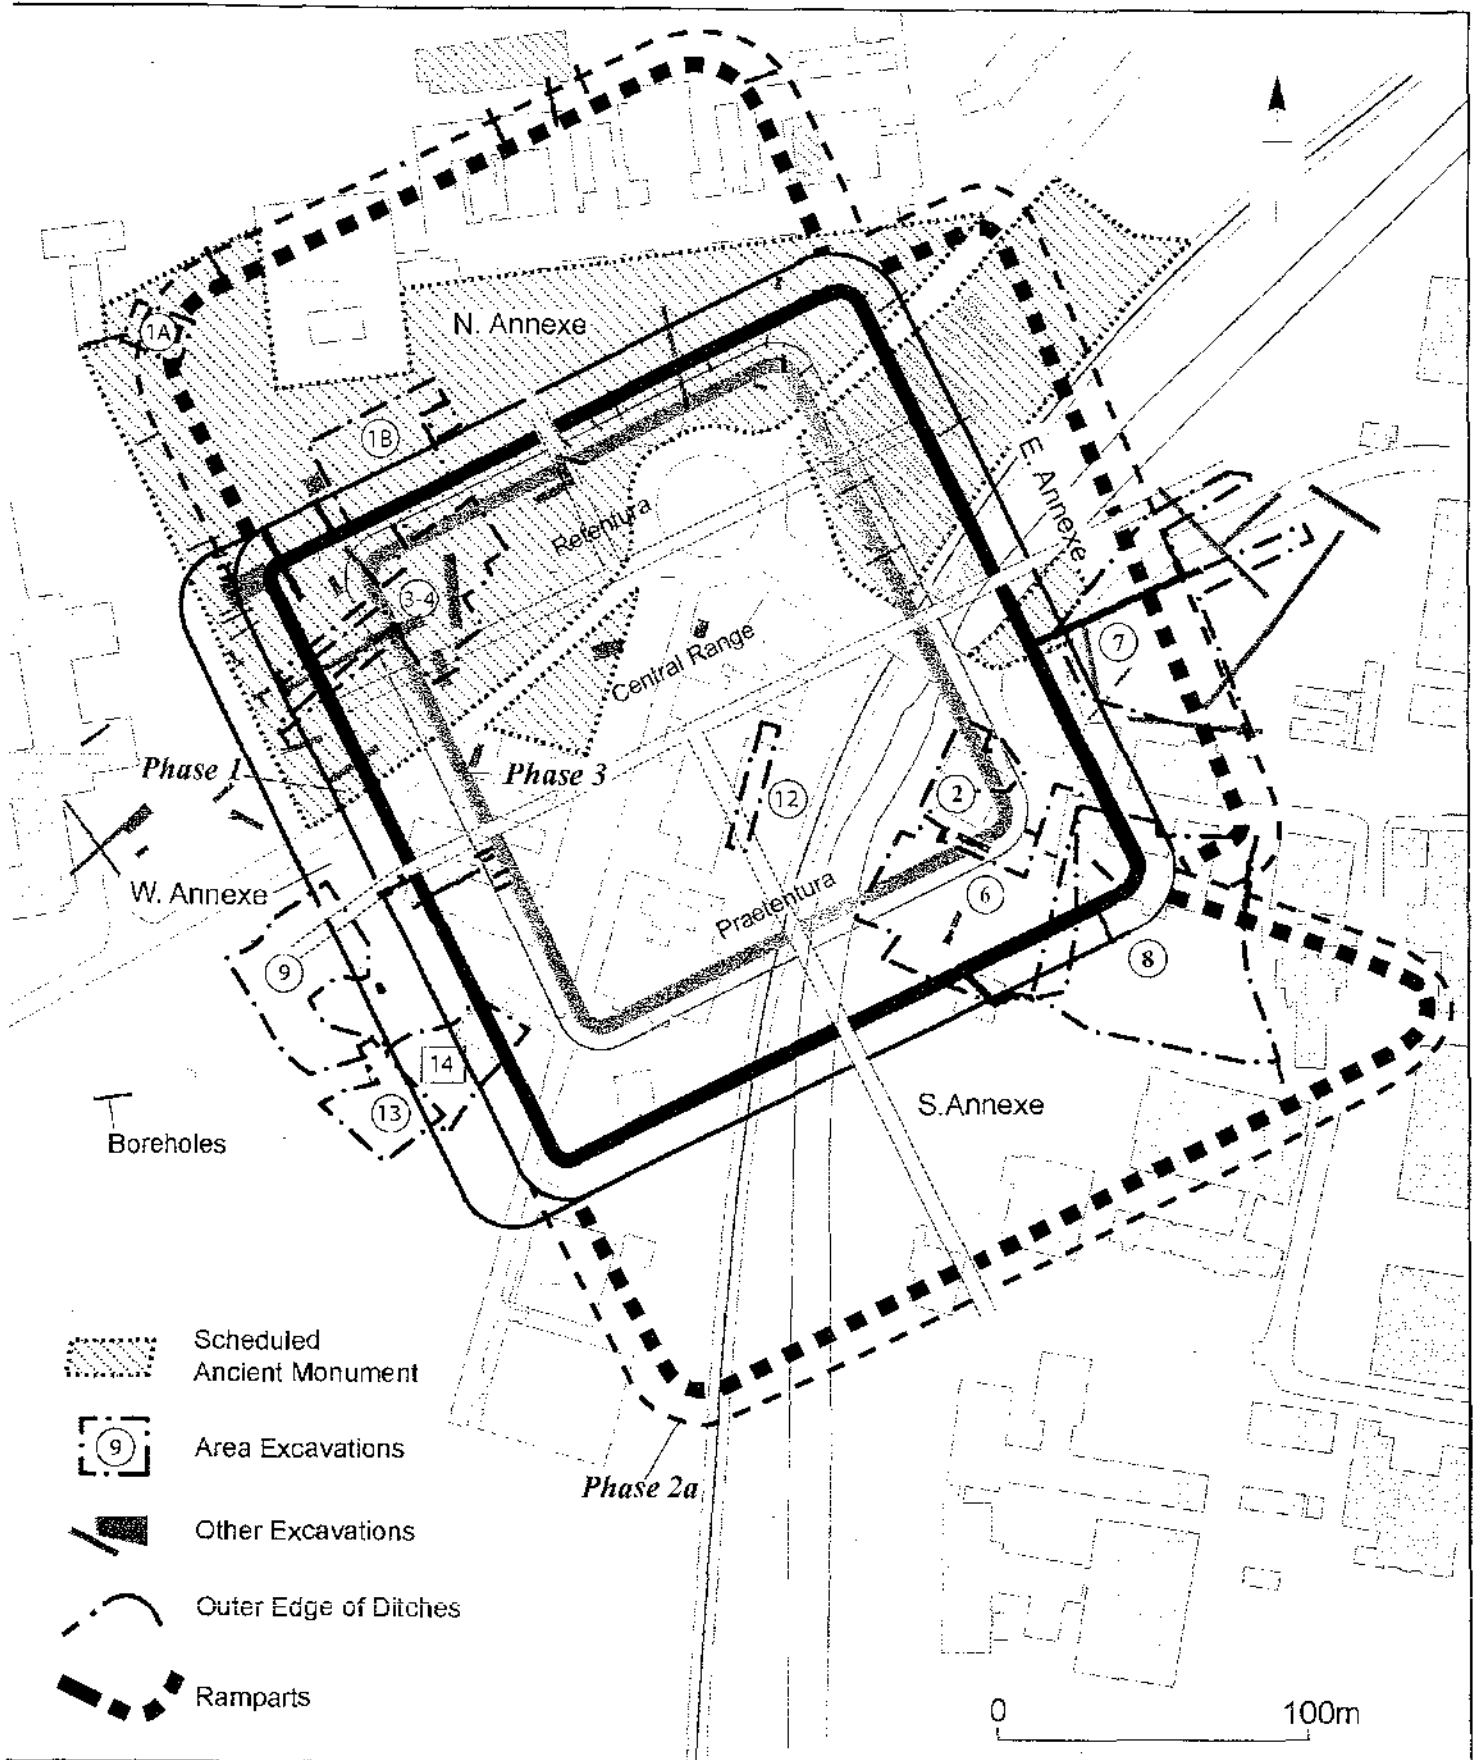 1A
N. Annexe
1B
E. Annexe
Retentura
3-4
7
Central Range
Phase 1
Phase 3
12
2
W. Annexe
Praetentura
6
9
8
14
13
S.Annexe
Boreholes
Phase 2a
Scheduled
Ancient Monument
9
Area Excavations
Other Excavations
Outer Edge of Ditches
Ramparts
0
100m